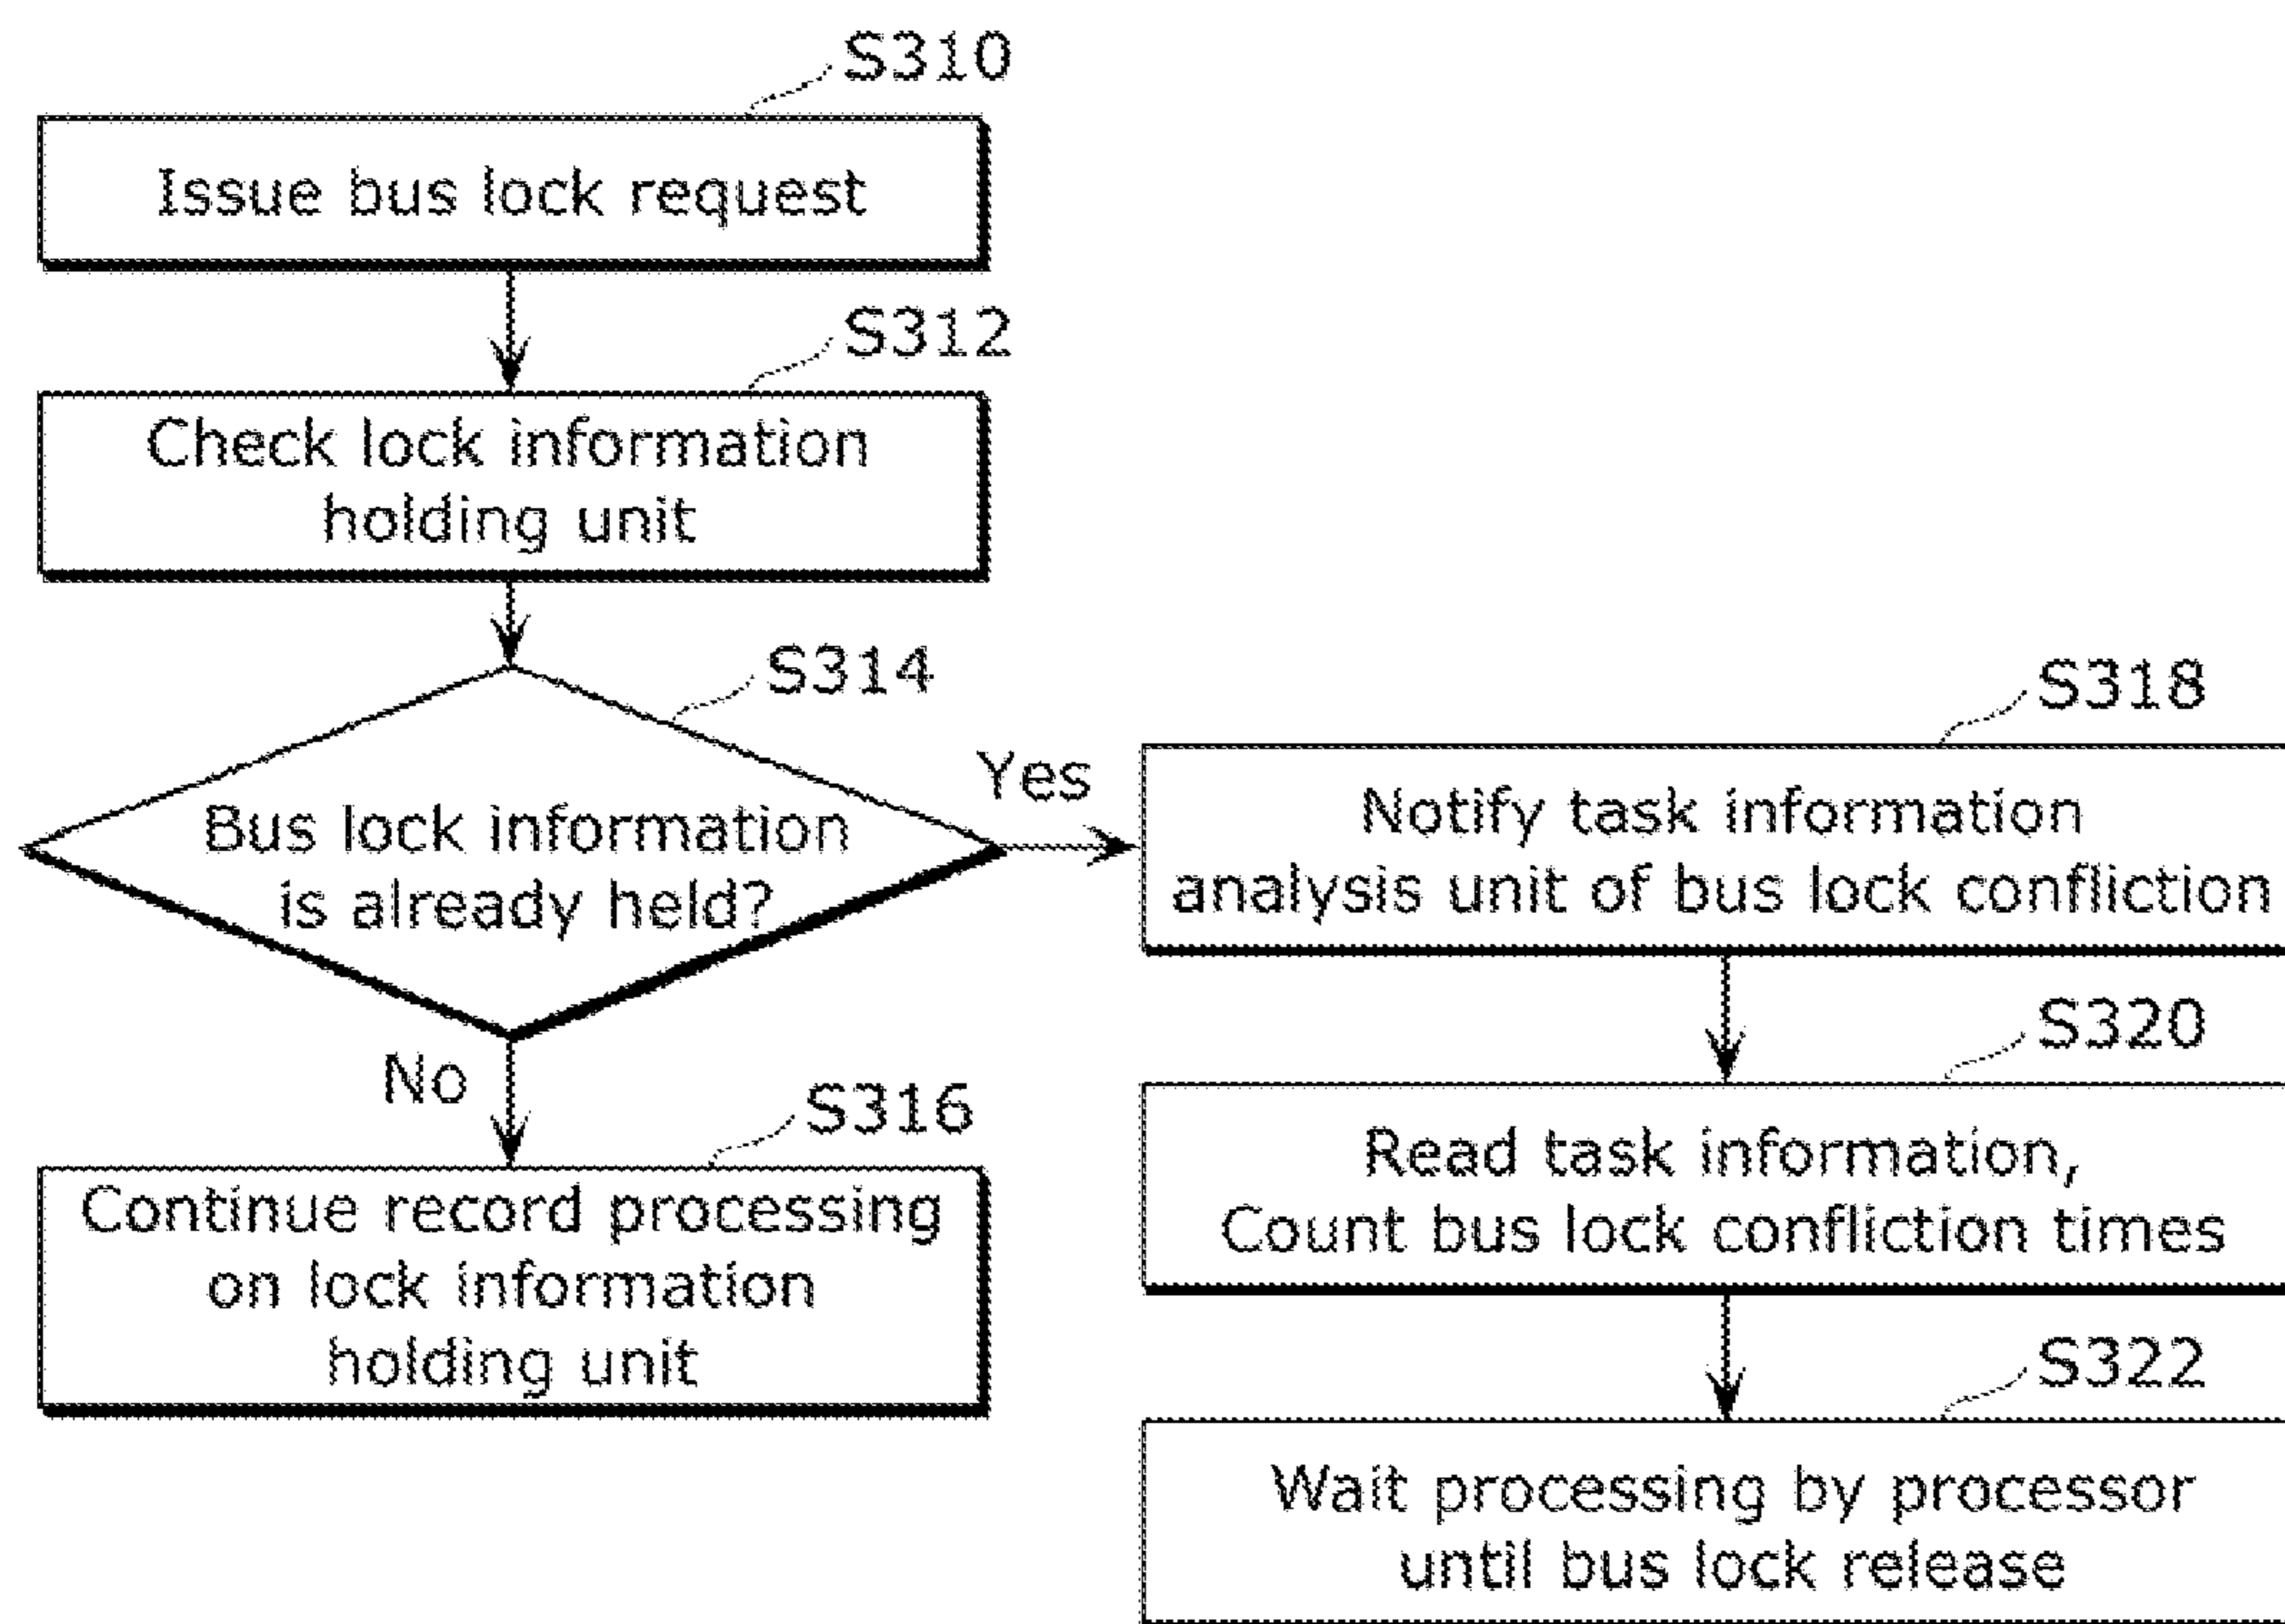 S310
Issue bus lock request
S312
Check lock information
holding unit
S314
Bus lock information
is already held?
Yes
No
S316
Continue record processing
on lock information
holding unit
S318
Notify task information
analysis unit of bus lock confliction
S320
Read task information,
Count bus lock confliction times
S322
Wait processing by processor
until bus lock release